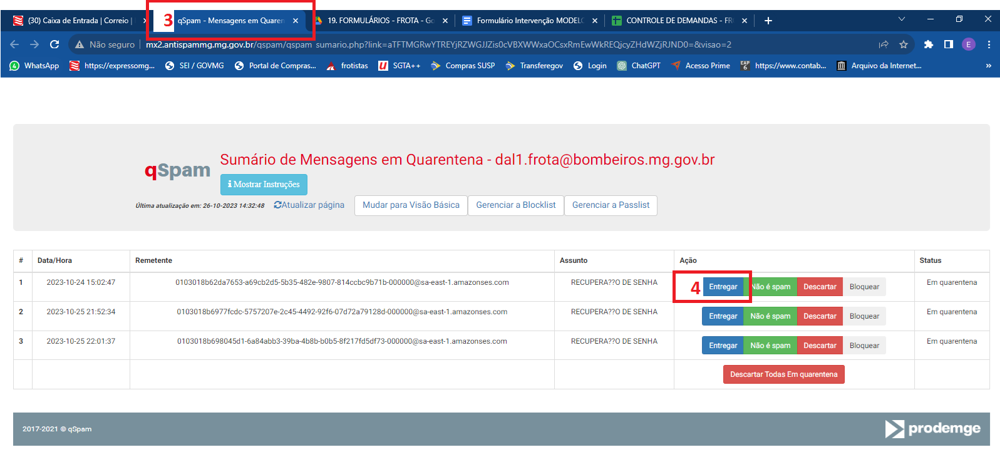 (30) Caixa de Entrada | Correio |
3 qSpam - Mensagens em Quaren
19. FORMULÁRIOS - FROTA - Go
Formulário Intervenção MODELO
CONTROLE DE DEMANDAS - FR
Não seguro | mx2.antispammg.mg.gov.br/qspam/qspam_sumario.php?link=aTFTMGRwYTREYjRZWGJJZis0cVBXWWxaOCsxRmEwWkREQjcyZHdWZjRJND0=&visao=2
E
4 WhatsApp
https://expressomg...
SEI / GOVMG
Portal de Compras...
frotistas
SGTA++
Compras SUSP
Transferegov
Login
ChatGPT
Acesso Prime
EAP 6 https://www.contab...
Arquivo da Internet...
»
qSpam
Sumário de Mensagens em Quarentena - dal1.frota@bombeiros.mg.gov.br
Mostrar Instruções
Última atualização em: 26-10-2023 14:32:48 Atualizar página Mudar para Visão Básica Gerenciar a Blocklist Gerenciar a Passlist
# Data/Hora Remetente Assunto Ação Status
1 2023-10-24 15:02:47 0103018b62da7653-a69cb2d5-5b35-482e-9807-814ccbc9b71b-000000@sa-east-1.amazonses.com RECUPERA??O DE SENHA 4 Entregar Não é spam Descartar Bloquear Em quarentena
2 2023-10-25 21:52:34 0103018b6977fcdc-5757207e-2c45-4492-92f6-07d72a79128d-000000@sa-east-1.amazonses.com RECUPERA??O DE SENHA Entregar Não é spam Descartar Bloquear Em quarentena
3 2023-10-25 22:01:37 0103018b698045d1-6a84abb3-39ba-4b8b-b0b5-8f217fd5df73-000000@sa-east-1.amazonses.com RECUPERA??O DE SENHA Entregar Não é spam Descartar Bloquear Em quarentena
Descartar Todas Em quarentena
2017-2021 © qSpam
prodemge